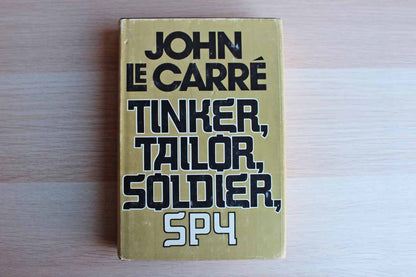 JOHN
LE CARRÉ
TINKER,
TAILOR,
SOLDIER,
SPY